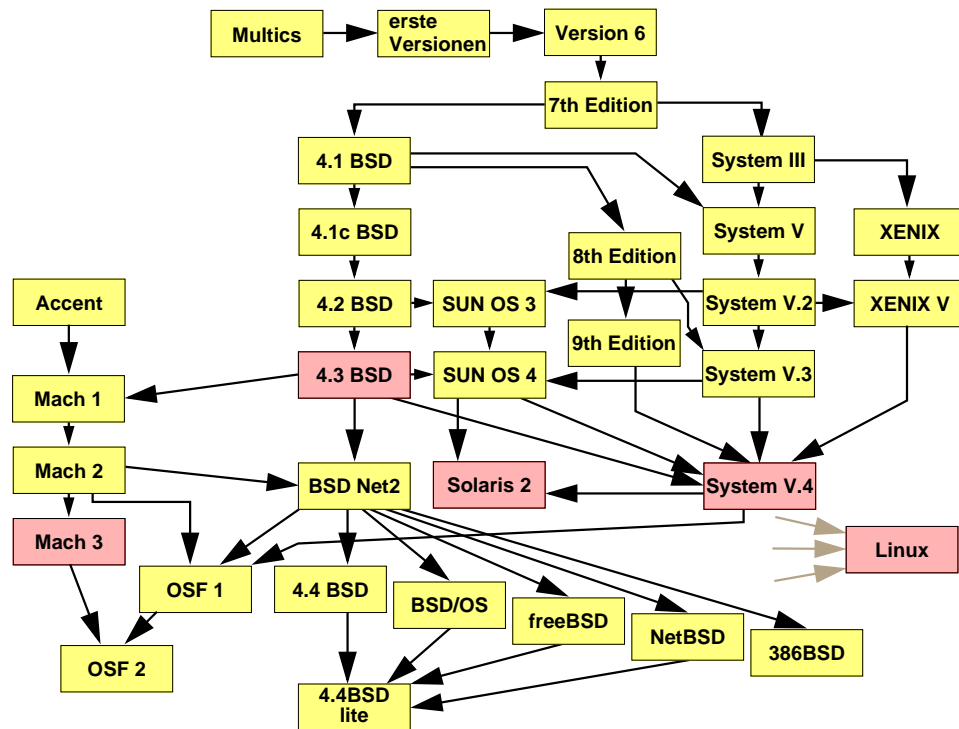 Multics
erste
Versionen
Version 6
7th Edition
4.1 BSD
System III
4.1c BSD
System V
XENIX
8th Edition
Accent
4.2 BSD
SUN OS 3
System V.2
XENIX V
9th Edition
4.3 BSD
SUN OS 4
System V.3
Mach 1
Mach 2
BSD Net2
Solaris 2
System V.4
Mach 3
Linux
OSF 1
4.4 BSD
BSD/OS
freeBSD
NetBSD
386BSD
OSF 2
4.4BSD
lite